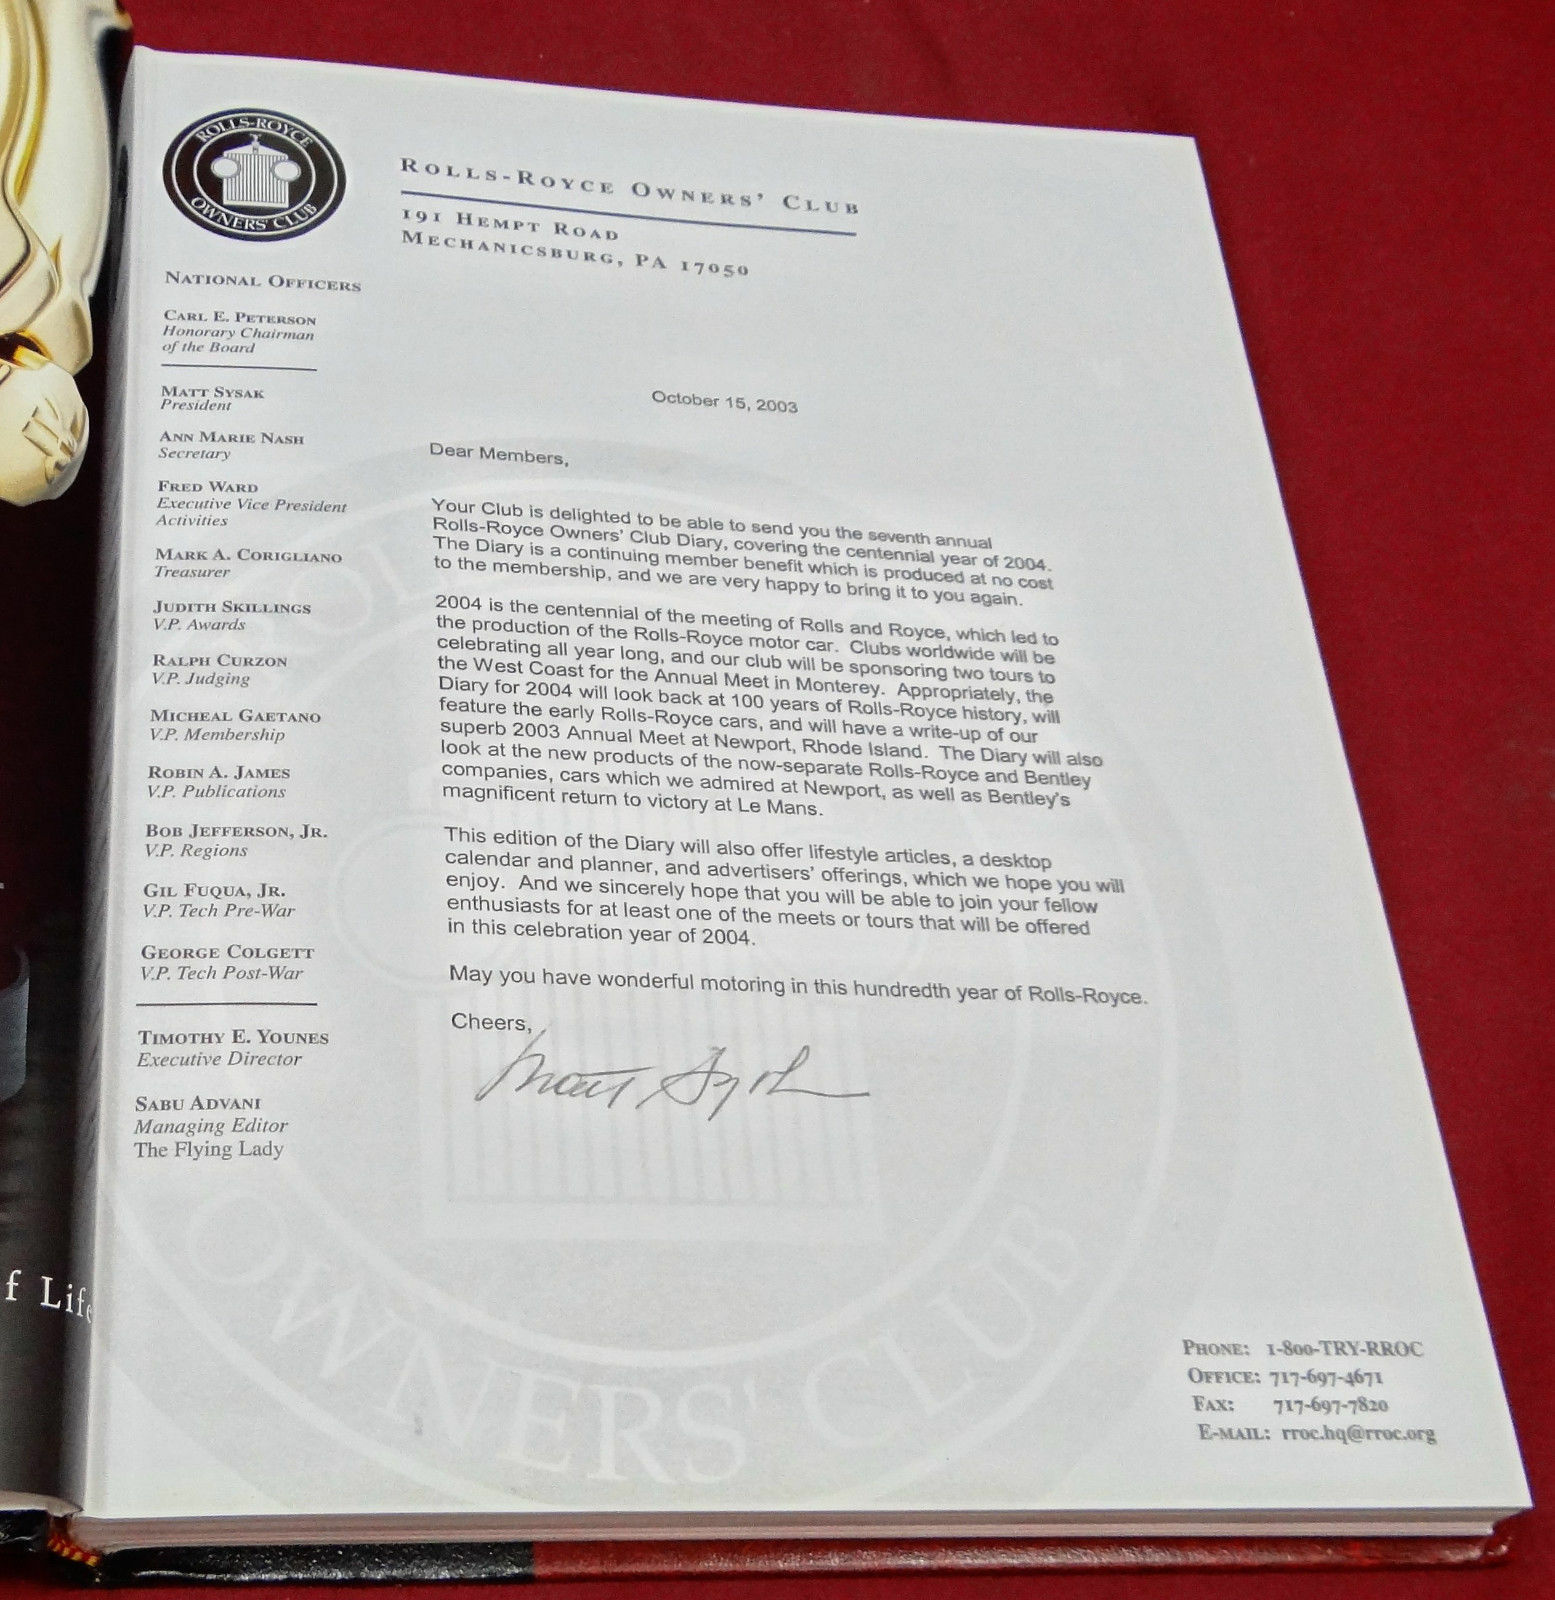 ROLLS-ROYCE
OWNERS' CLUB
ROLLS-ROYCE OWNERS' CLUB
191 HEMPT ROAD
MECHANICSBURG, PA 17050
NATIONAL OFFICERS
CARL E. PETERSON
Honorary Chairman
of the Board
MATT SYSAK
President
ANN MARIE NASH
Secretary
FRED WARD
Executive Vice President
Activities
MARK A. CORIGLIANO
Treasurer
JUDITH SKILLINGS
V.P. Awards
RALPH CURZON
V.P. Judging
MICHEAL GAETANO
V.P. Membership
ROBIN A. JAMES
V.P. Publications
BOB JEFFERSON, JR.
V.P. Regions
GIL FUQUA, JR.
V.P. Tech Pre-War
GEORGE COLGETT
V.P. Tech Post-War
TIMOTHY E. YOUNES
Executive Director
SABU ADVANI
Managing Editor
The Flying Lady
October 15, 2003
Dear Members,
Your Club is delighted to be able to send you the seventh annual
Rolls-Royce Owners' Club Diary, covering the centennial year of 2004.
The Diary is a continuing member benefit which is produced at no cost
to the membership, and we are very happy to bring it to you again.
2004 is the centennial of the meeting of Rolls and Royce, which led to
the production of the Rolls-Royce motor car. Clubs worldwide will be
celebrating all year long, and our club will be sponsoring two tours to
the West Coast for the Annual Meet in Monterey. Appropriately, the
Diary for 2004 will look back at 100 years of Rolls-Royce history, will
feature the early Rolls-Royce cars, and will have a write-up of our
superb 2003 Annual Meet at Newport, Rhode Island. The Diary will also
look at the new products of the now-separate Rolls-Royce and Bentley
companies, cars which we admired at Newport, as well as Bentley's
magnificent return to victory at Le Mans.
This edition of the Diary will also offer lifestyle articles, a desktop
calendar and planner, and advertisers' offerings, which we hope you will
enjoy. And we sincerely hope that you will be able to join your fellow
enthusiasts for at least one of the meets or tours that will be offered
in this celebration year of 2004.
May you have wonderful motoring in this hundredth year of Rolls-Royce.
Cheers,
Matt Sysak
OWNERS' CLUB
PHONE: 1-800-TRY-RROC
OFFICE: 717-697-4671
FAX: 717-697-7820
E-MAIL: rroc.hq@rroc.org
f Life